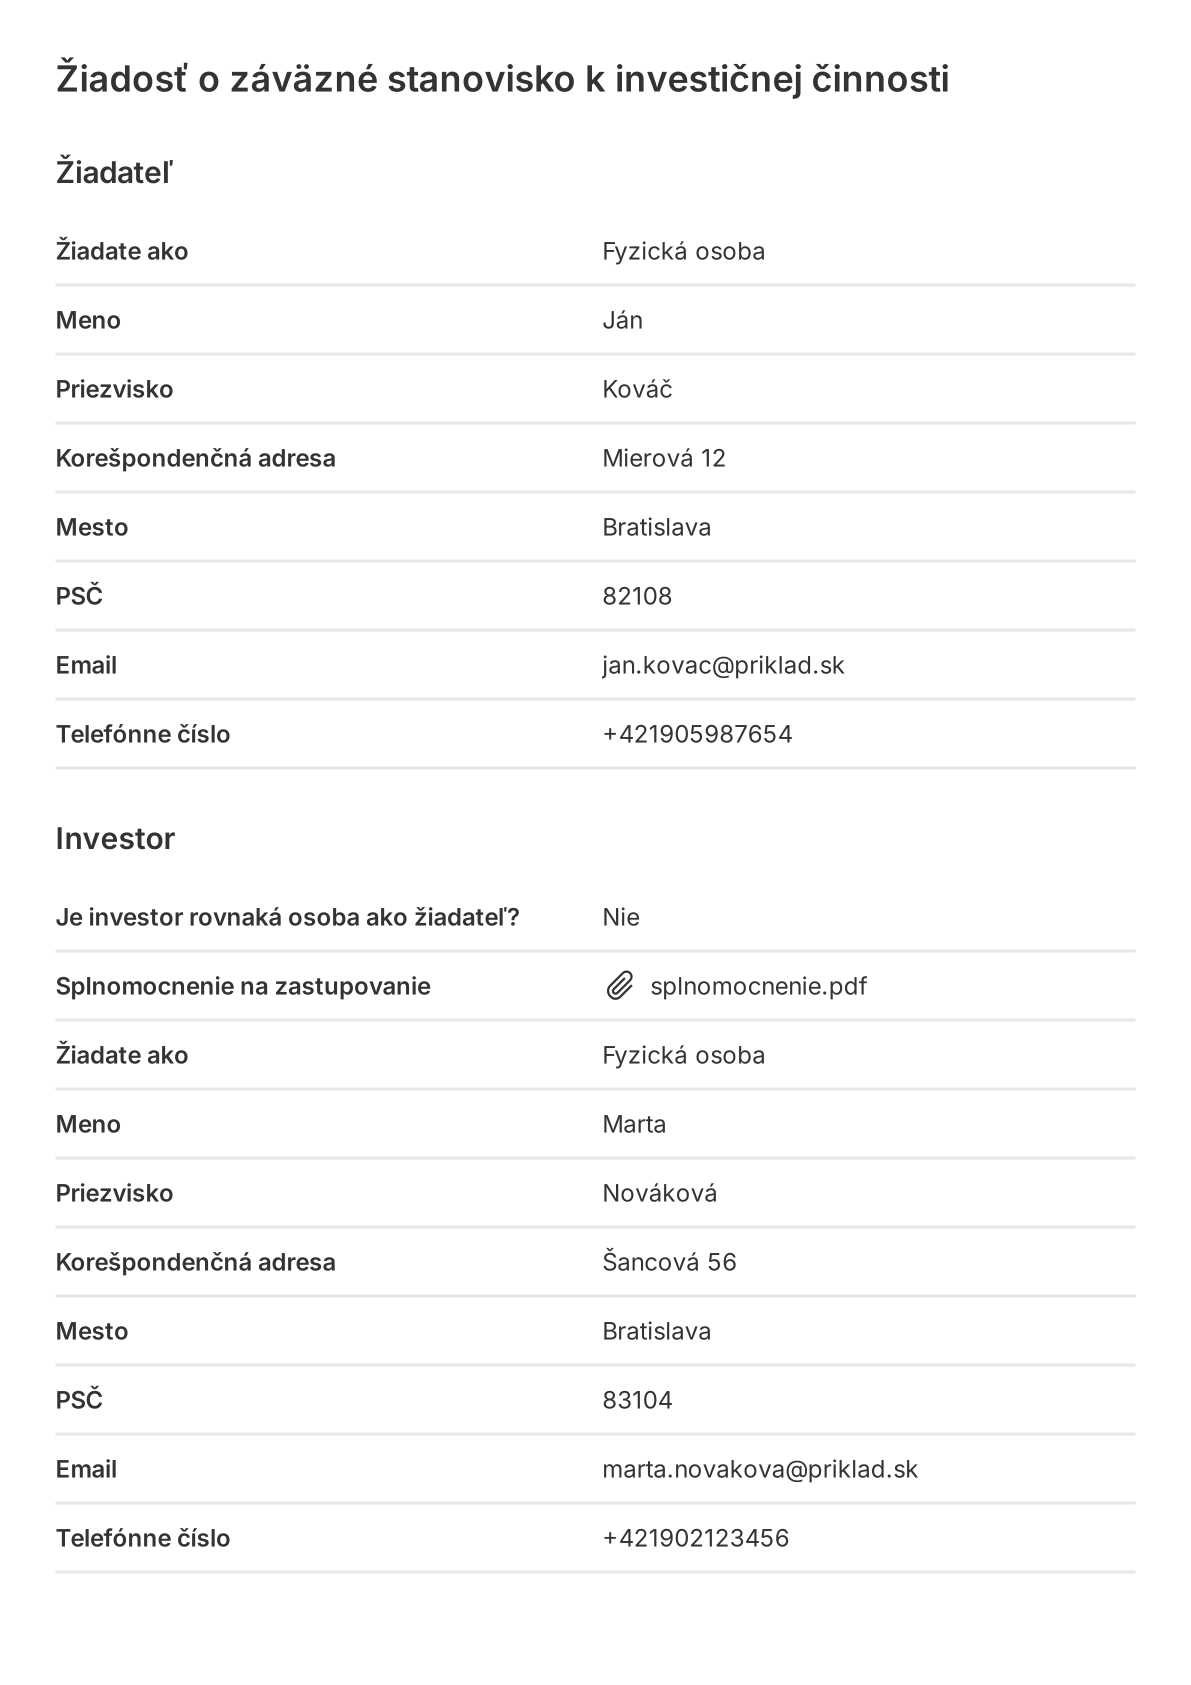 Žiadosť o záväzné stanovisko k investičnej činnosti
Žiadateľ
Žiadate ako Fyzická osoba
Meno Ján
Priezvisko Kováč
Korešpondenčná adresa Mierová 12
Mesto Bratislava
PSČ 82108
Email jan.kovac@priklad.sk
Telefónne číslo +421905987654
Investor
Je investor rovnaká osoba ako žiadateľ? Nie
Splnomocnenie na zastupovanie splnomocnenie.pdf
Žiadate ako Fyzická osoba
Meno Marta
Priezvisko Nováková
Korešpondenčná adresa Šancová 56
Mesto Bratislava
PSČ 83104
Email marta.novakova@priklad.sk
Telefónne číslo +421902123456